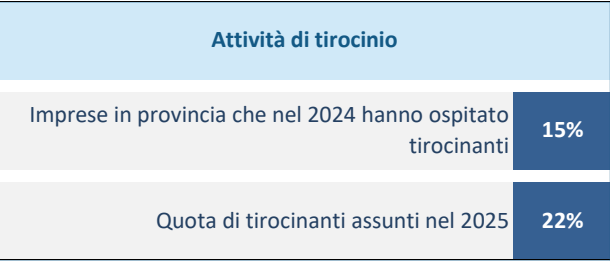 Attività di tirocinio
Imprese in provincia che nel 2024 hanno ospitato
tirocinanti
15%
Quota di tirocinanti assunti nel 2025
22%